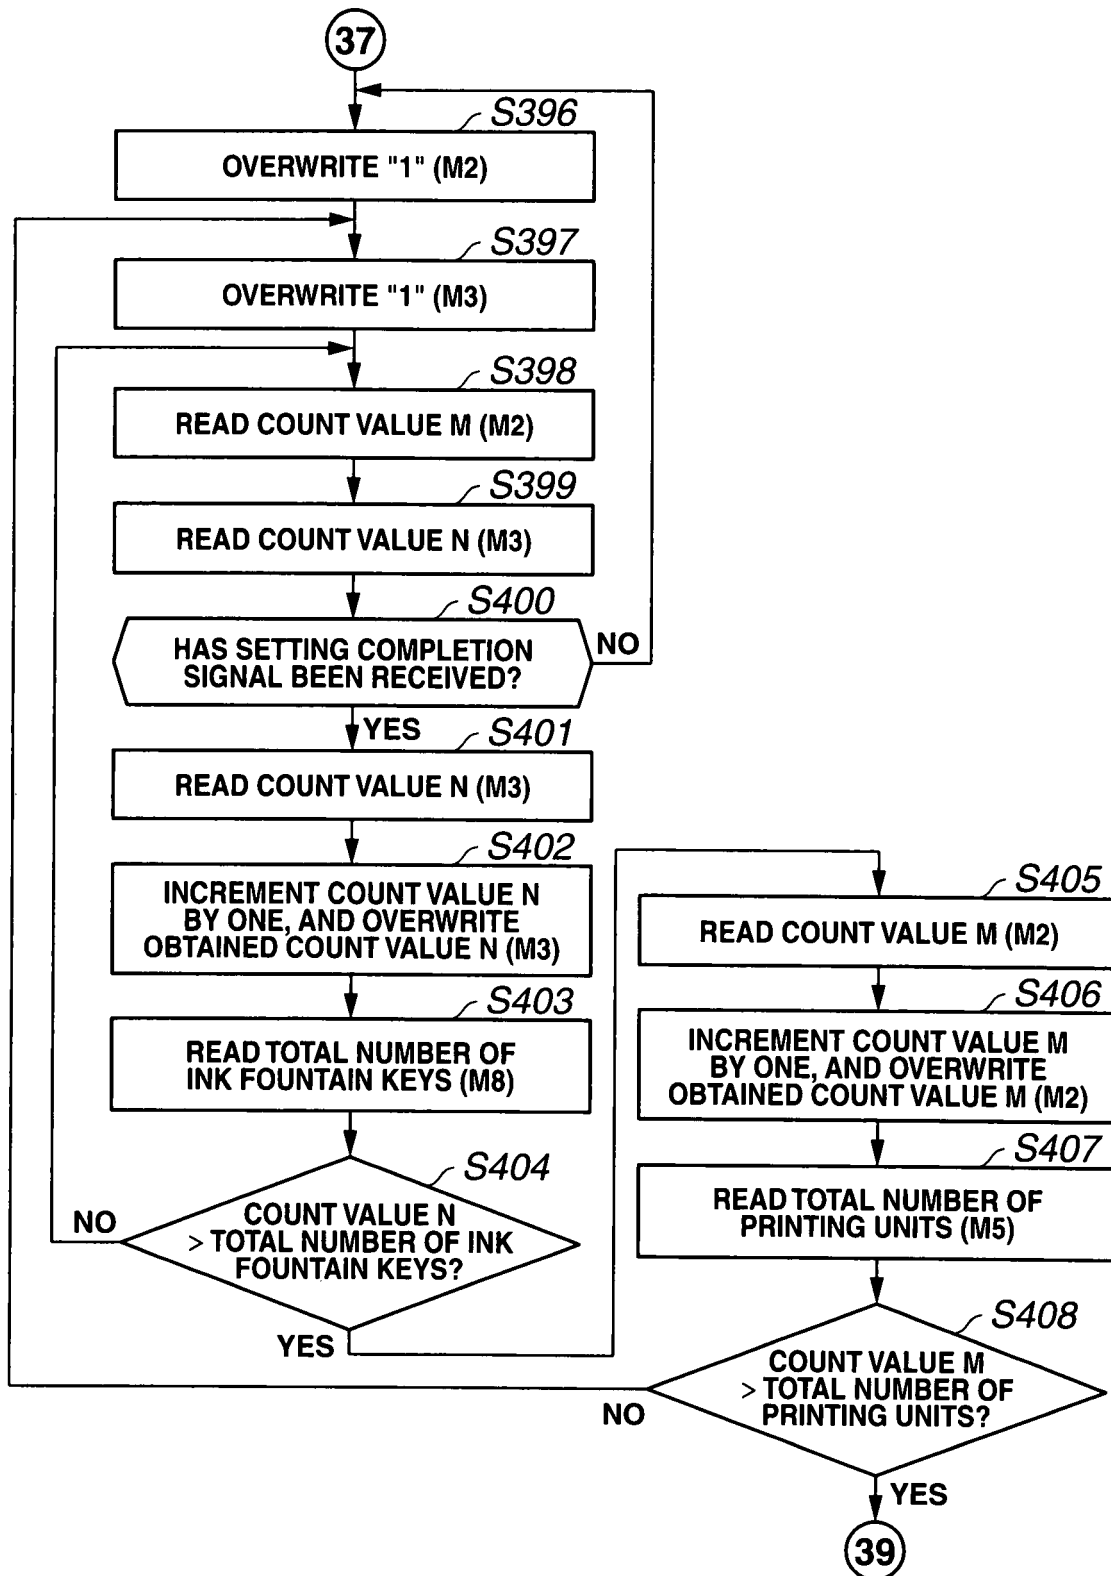 37
S396
OVERWRITE "1" (M2)
S397
OVERWRITE "1" (M3)
S398
READ COUNT VALUE M (M2)
S399
READ COUNT VALUE N (M3)
S400
HAS SETTING COMPLETION
SIGNAL BEEN RECEIVED?
NO
YES
S401
READ COUNT VALUE N (M3)
S402
INCREMENT COUNT VALUE N
BY ONE, AND OVERWRITE
OBTAINED COUNT VALUE N (M3)
S403
READ TOTAL NUMBER OF
INK FOUNTAIN KEYS (M8)
S404
COUNT VALUE N
> TOTAL NUMBER OF INK
FOUNTAIN KEYS?
NO
YES
S405
READ COUNT VALUE M (M2)
S406
INCREMENT COUNT VALUE M
BY ONE, AND OVERWRITE
OBTAINED COUNT VALUE M (M2)
S407
READ TOTAL NUMBER OF
PRINTING UNITS (M5)
S408
COUNT VALUE M
> TOTAL NUMBER OF
PRINTING UNITS?
NO
YES
39